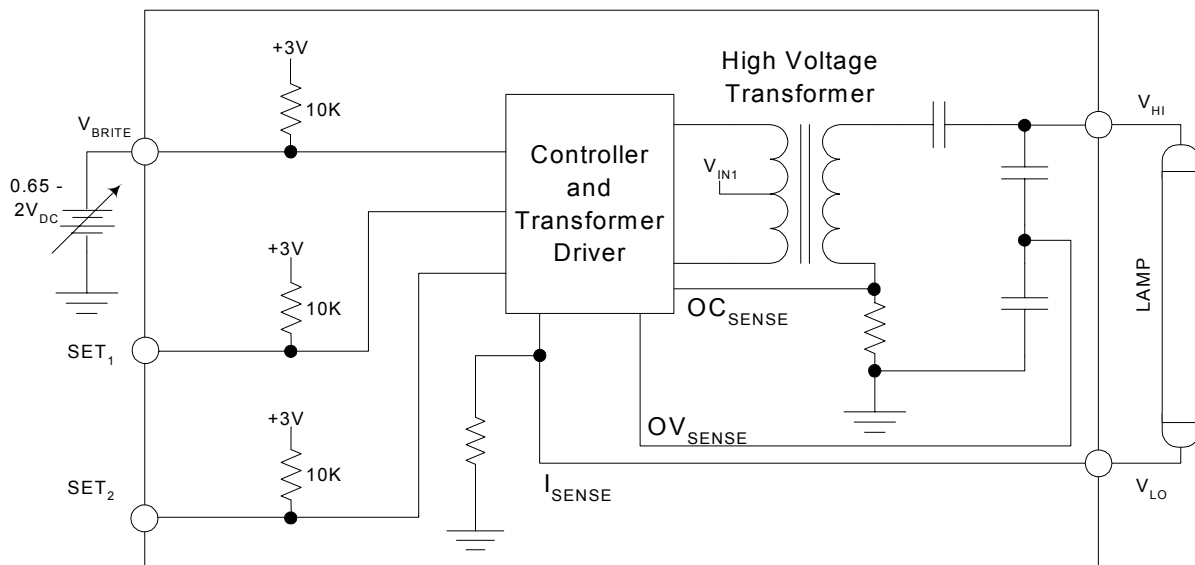 +3V
10K
V_BRITE
0.65 -
2V_DC
+3V
10K
SET_1
+3V
10K
SET_2
Controller
and
Transformer
Driver
High Voltage
Transformer
V_IN1
OC_SENSE
OV_SENSE
I_SENSE
V_HI
LAMP
V_LO